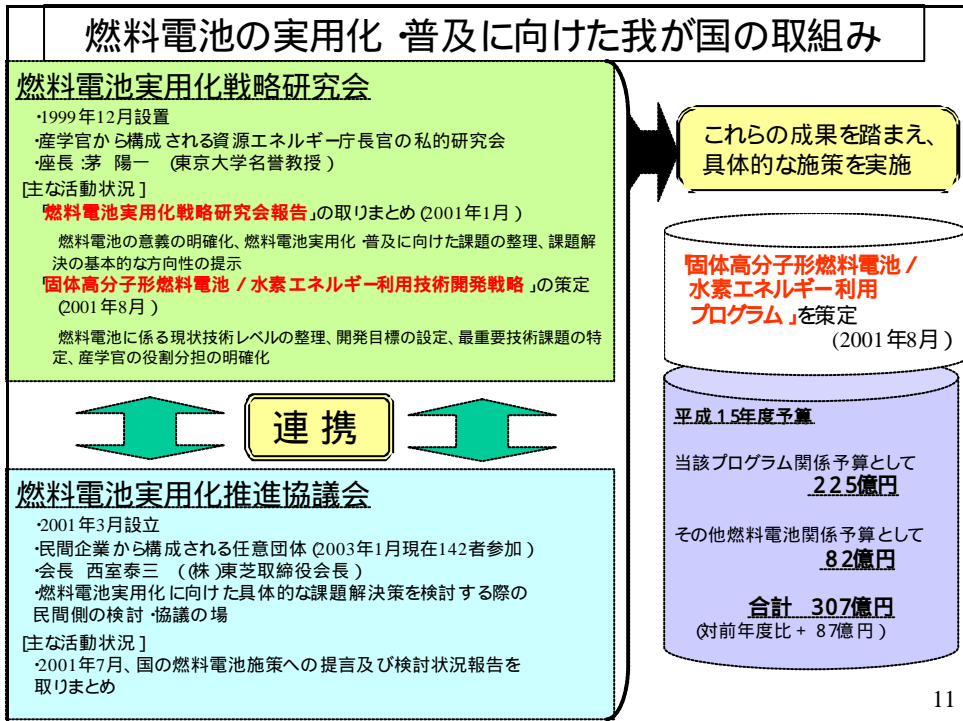 燃料電池の実用化・普及に向けた我が国の取組み
燃料電池実用化戦略研究会
・1999年12月設置
・産学官から構成される資源エネルギー庁長官の私的研究会
・座長:茅 陽一 (東京大学名誉教授)
[主な活動状況]
「燃料電池実用化戦略研究会報告」の取りまとめ(2001年1月)
燃料電池の意義の明確化、燃料電池実用化・普及に向けた課題の整理、課題解
決の基本的な方向性の提示
「固体高分子形燃料電池/水素エネルギー利用技術開発戦略」の策定
(2001年8月)
燃料電池に係る現状技術レベルの整理、開発目標の設定、最重要技術課題の特
定、産学官の役割分担の明確化
連携
燃料電池実用化推進協議会
・2001年3月設立
・民間企業から構成される任意団体(2003年1月現在142者参加)
・会長 西室泰三 ((株)東芝取締役会長)
・燃料電池実用化に向けた具体的な課題解決策を検討する際の
民間側の検討・協議の場
[主な活動状況]
・2001年7月、国の燃料電池施策への提言及び検討状況報告を
取りまとめ
これらの成果を踏まえ、
具体的な施策を実施
「固体高分子形燃料電池/
水素エネルギー利用
プログラム」を策定
(2001年8月)
平成15年度予算
当該プログラム関係予算として
225億円
その他燃料電池関係予算として
82億円
合計 307億円
(対前年度比+87億円)
11